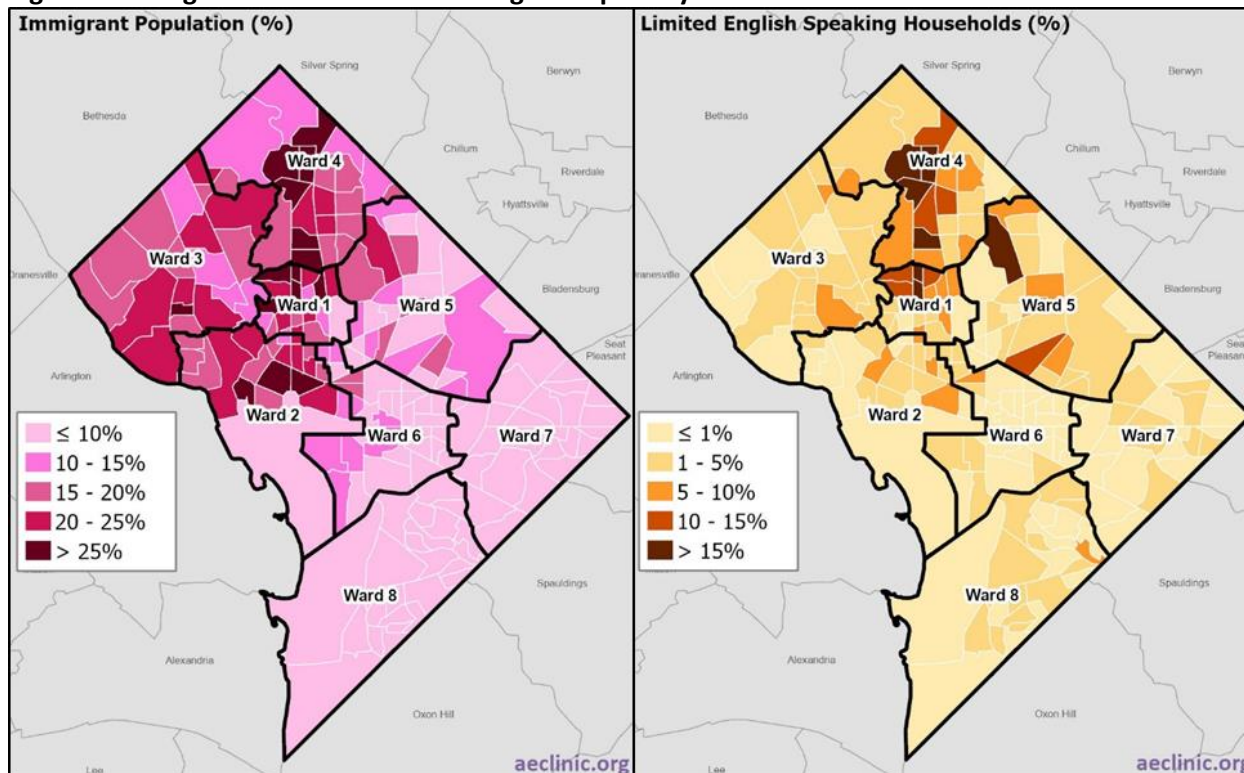 Immigrant Population (%)
Silver Spring
Berwyn
Bethesda
Chillum
Riverdale
Hyattsville
Ward 4
Ward 3
Ward 1
Ward 5
Bladensburg
Seat
Pleasant
Arlington
Ward 2
Ward 6
Ward 7
≤ 10%
10 - 15%
15 - 20%
20 - 25%
> 25%
Ward 8
Spauldings
Alexandria
Oxon Hill
Lee
aeclinic.org
Limited English Speaking Households (%)
Silver Spring
Berwyn
Bethesda
Chillum
Riverdale
Hyattsville
Ward 4
Ward 3
Ward 1
Ward 5
Bladensburg
Seat
Pleasant
Arlington
Ward 2
Ward 6
Ward 7
≤ 1%
1 - 5%
5 - 10%
10 - 15%
> 15%
Ward 8
Spauldings
Alexandria
Oxon Hill
Lee
aeclinic.org